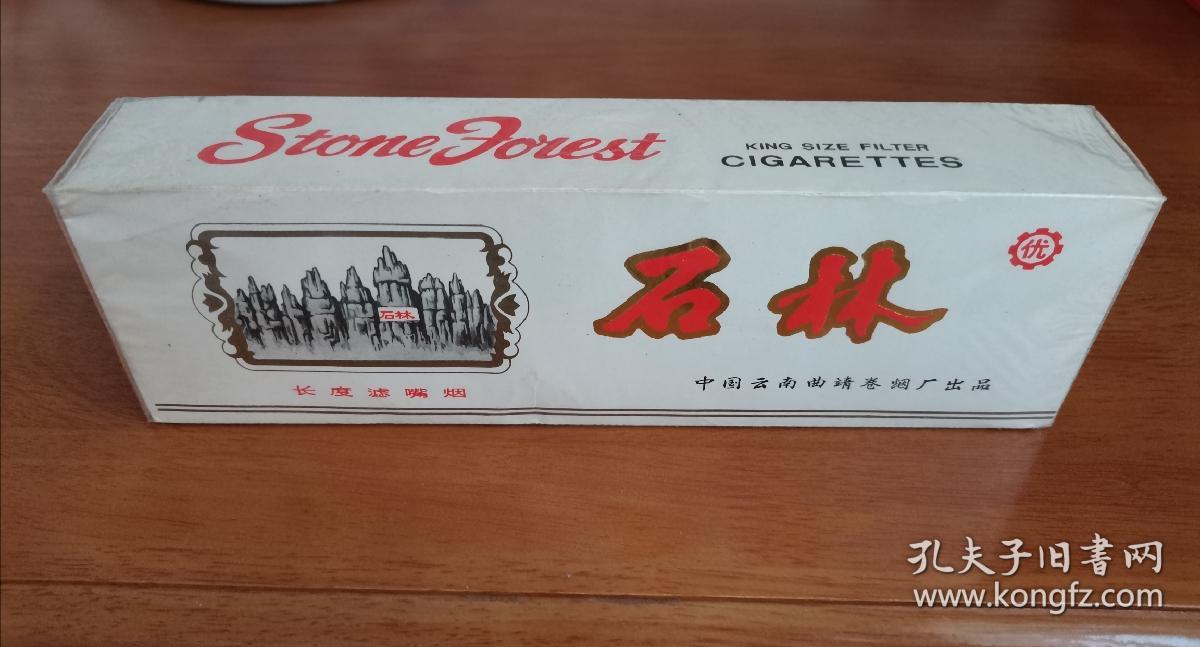 Stone Forest
KING SIZE FILTER
CIGARETTES
石林
长度滤嘴烟
石林
优
中国云南曲靖卷烟厂出品
孔夫子旧書网
www.kongfz.com